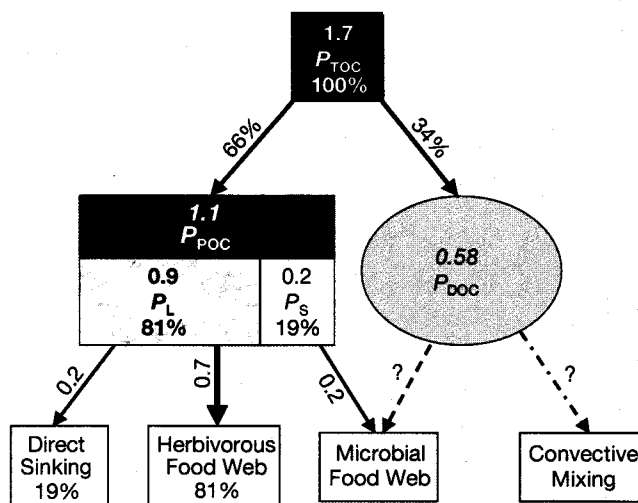 1.7
P_TOC
100%
66%
34%
1.1
P_POC
0.9
P_L
81%
0.2
P_S
19%
0.58
P_DOC
0.2
0.7
0.2
?
?
Direct
Sinking
19%
Herbivorous
Food Web
81%
Microbial
Food Web
Convective
Mixing